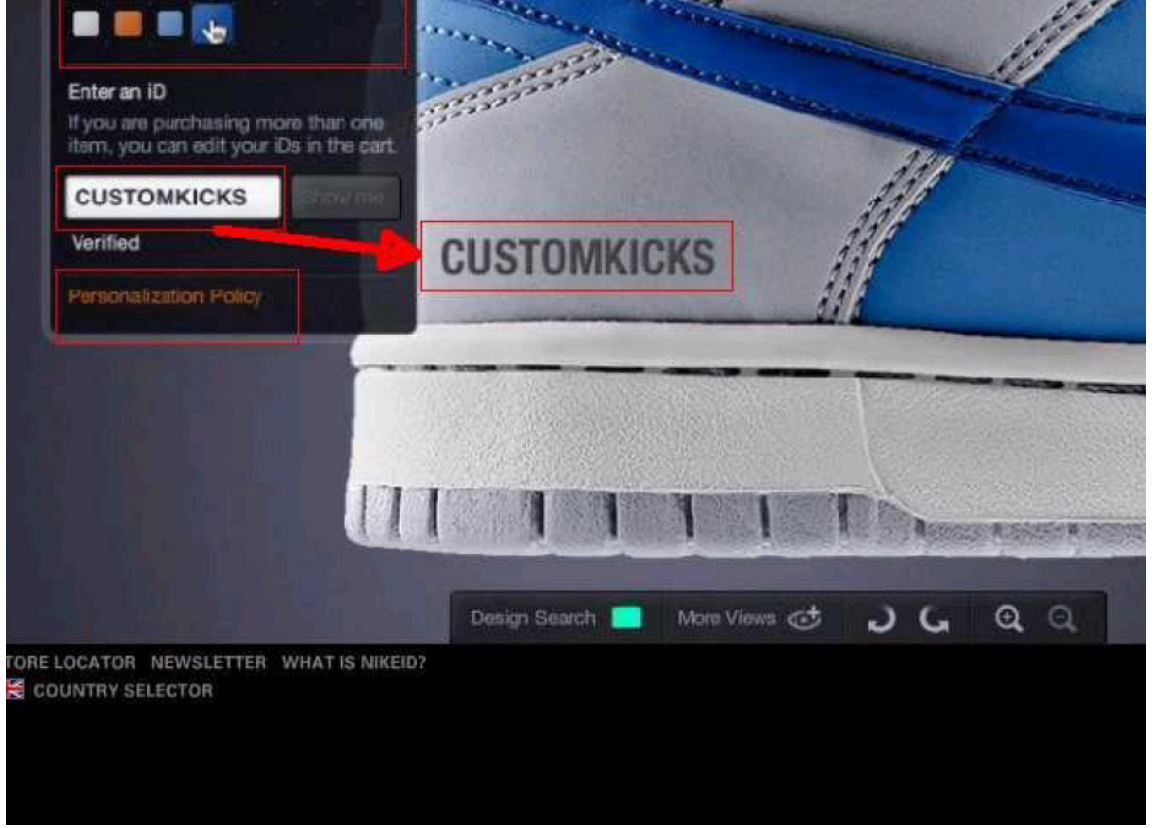 Enter an iD
If you are purchasing more than one
item, you can edit your iDs in the cart.
CUSTOMKICKS
Show me
Verified
CUSTOMKICKS
Personalization Policy
Design Search
More Views
TORE LOCATOR NEWSLETTER WHAT IS NIKEID?
COUNTRY SELECTOR